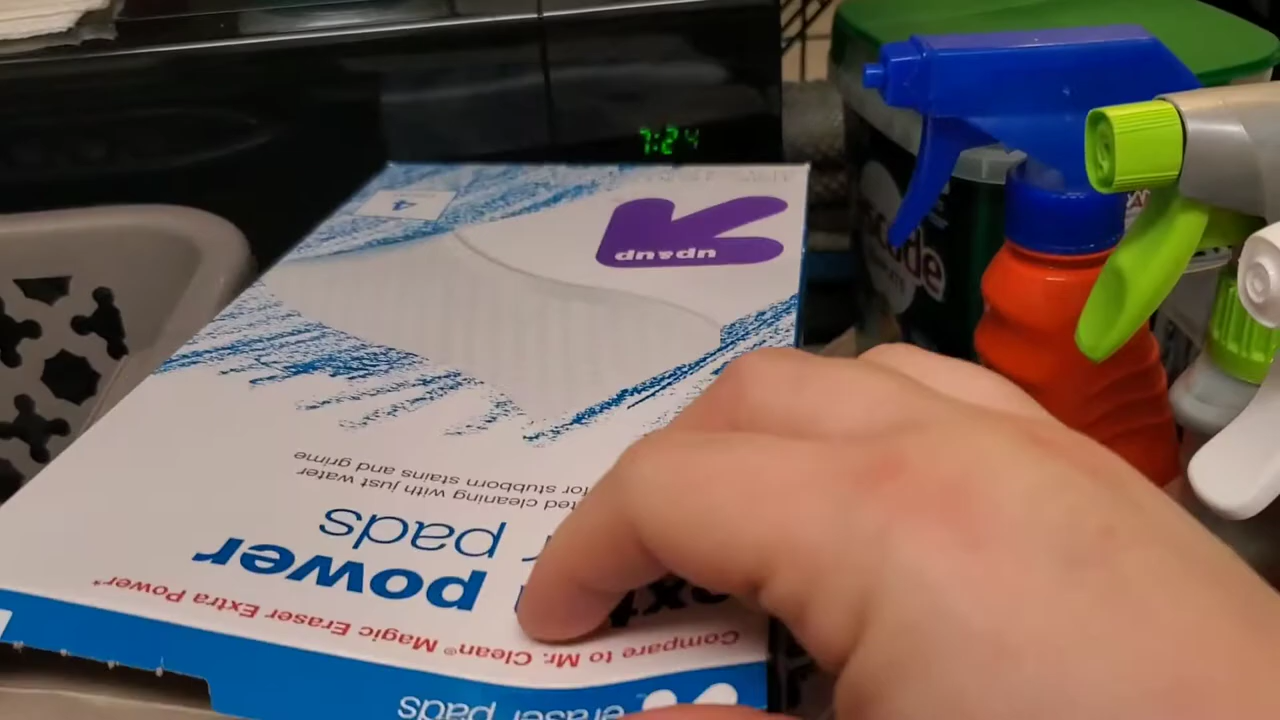 eraser pads
Compare to Mr. Clean® Magic Eraser Extra Power*
ext power
pads
ted cleaning with just water
for stubborn stains and grime
up&up
4
7:24